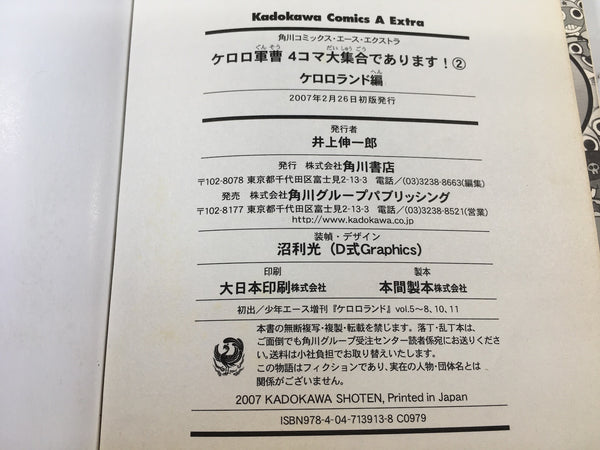 Kadokawa Comics A Extra
角川コミックス・エース・エクストラ
ぐんそう だいしゅうごう
ケロロ軍曹 4コマ大集合であります！②
へん
ケロロランド編
2007年2月26日初版発行
発行者
井上伸一郎
発行 株式会社角川書店
〒102-8078 東京都千代田区富士見2-13-3 電話／(03)3238-8663(編集)
発売 株式会社角川グループパブリッシング
〒102-8177 東京都千代田区富士見2-13-3 電話／(03)3238-8521(営業)
http://www.kadokawa.co.jp
装幀・デザイン
沼利光（D式Graphics）
印刷 製本
大日本印刷株式会社 本間製本株式会社
初出／少年エース増刊『ケロロランド』vol.5〜8、10、11
本書の無断複写・複製・転載を禁じます。落丁・乱丁本は、
ご面倒でも角川グループ受注センター読者係宛にお送りくださ
い。送料は小社負担でお取り替えいたします。
この物語はフィクションであり、実在の人物・団体名とは
関係がございません。
2007 KADOKAWA SHOTEN, Printed in Japan
ISBN978-4-04-713913-8 C0979